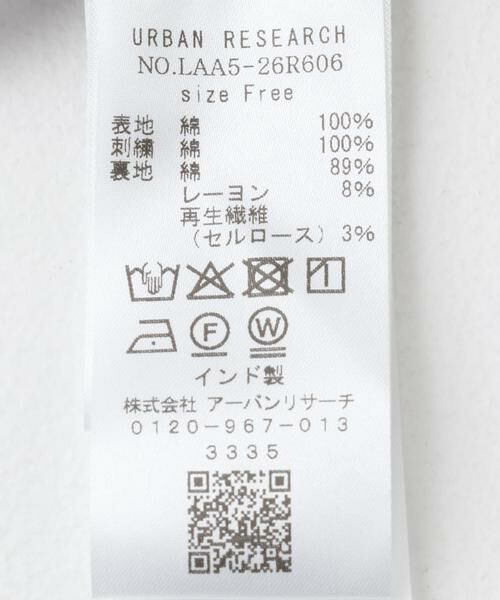 URBAN RESEARCH
NO.LAA5-26R606
size Free
表地 綿 100%
刺繍 綿 100%
裏地 綿 89%
レーヨン 8%
再生繊維
(セルロース) 3%
F W
インド製
株式会社 アーバンリサーチ
0120-967-013
3335